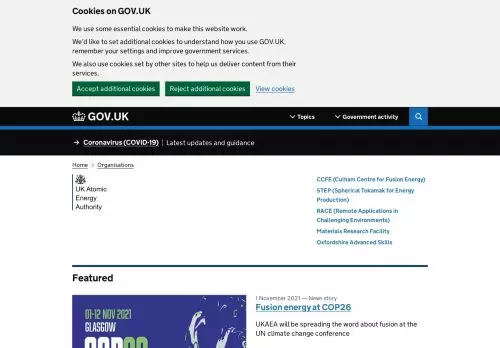 Cookies on GOV.UK
We use some essential cookies to make this website work.
We'd like to set additional cookies to understand how you use GOV.UK,
remember your settings and improve government services.
We also use cookies set by other sites to help us deliver content from their
services.
Accept additional cookies
Reject additional cookies
View cookies
GOV.UK
Topics
Government activity
→ Coronavirus (COVID-19) | Latest updates and guidance
Home > Organisations
UK Atomic
Energy
Authority
CCFE (Culham Centre for Fusion Energy)
STEP (Spherical Tokamak for Energy
Production)
RACE (Remote Applications in
Challenging Environments)
Materials Research Facility
Oxfordshire Advanced Skills
Featured
01-12 NOV 2021
GLASGOW
1 November 2021 — News story
Fusion energy at COP26
UKAEA will be spreading the word about fusion at the
UN climate change conference